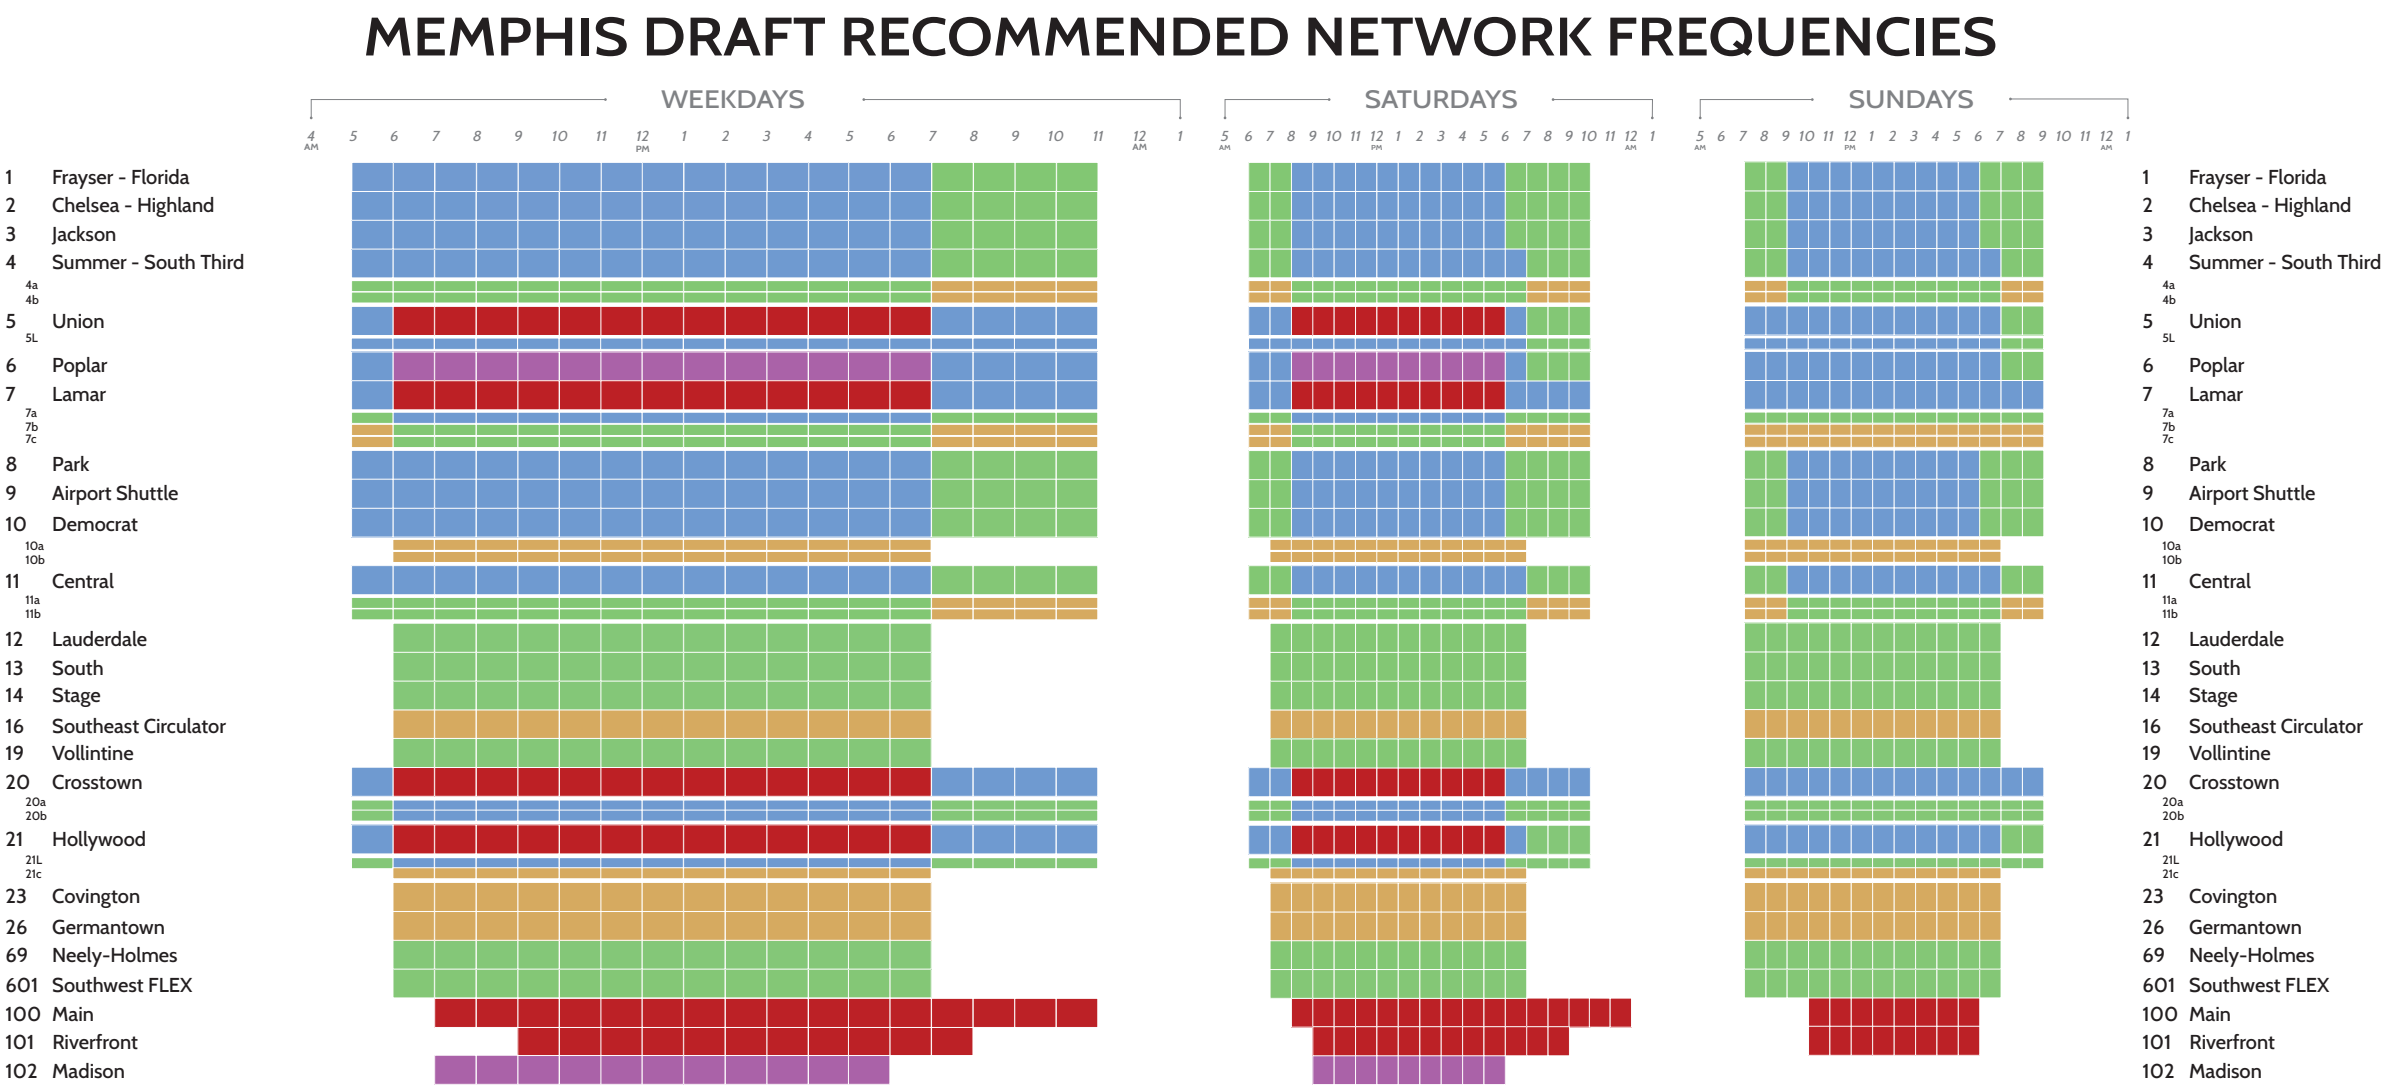 MEMPHIS DRAFT RECOMMENDED NETWORK FREQUENCIES
WEEKDAYS SATURDAYS SUNDAYS
4 5 6 7 8 9 10 11 12 1 2 3 4 5 6 7 8 9 10 11 12 1 5 6 7 8 9 10 11 12 1 2 3 4 5 6 7 8 9 10 11 12 1 5 6 7 8 9 10 11 12 1 2 3 4 5 6 7 8 9 10 11 12 1
AM PM AM AM PM AM AM PM AM
1 Frayser - Florida 1 Frayser - Florida
2 Chelsea - Highland 2 Chelsea - Highland
3 Jackson 3 Jackson
4 Summer - South Third 4 Summer - South Third
4a 4a
4b 4b
5 Union 5 Union
5L 5L
6 Poplar 6 Poplar
7 Lamar 7 Lamar
7a 7a
7b 7b
7c 7c
8 Park 8 Park
9 Airport Shuttle 9 Airport Shuttle
10 Democrat 10 Democrat
10a 10a
10b 10b
11 Central 11 Central
11a 11a
11b 11b
12 Lauderdale 12 Lauderdale
13 South 13 South
14 Stage 14 Stage
16 Southeast Circulator 16 Southeast Circulator
19 Vollintine 19 Vollintine
20 Crosstown 20 Crosstown
20a 20a
20b 20b
21 Hollywood 21 Hollywood
21L 21L
21c 21c
23 Covington 23 Covington
26 Germantown 26 Germantown
69 Neely-Holmes 69 Neely-Holmes
601 Southwest FLEX 601 Southwest FLEX
100 Main 100 Main
101 Riverfront 101 Riverfront
102 Madison 102 Madison